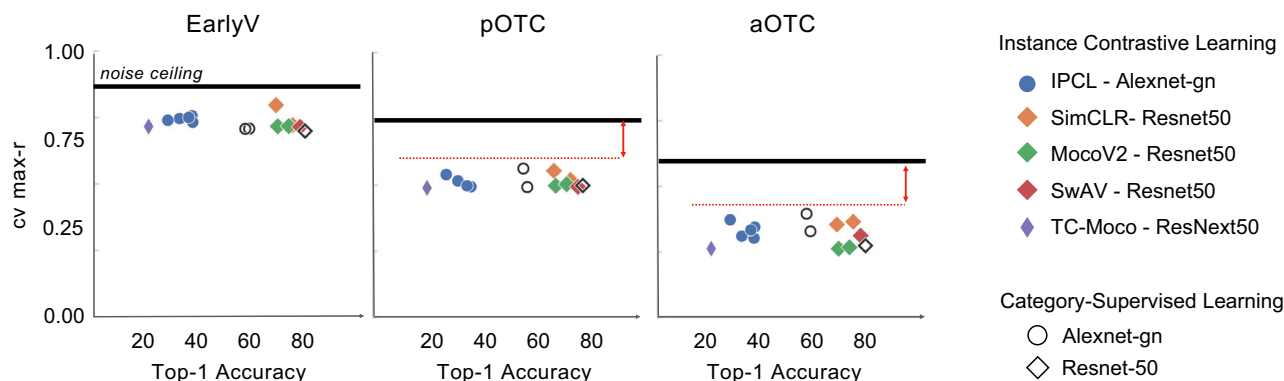 EarlyV
pOTC
aOTC
1.00
0.75
0.25
0.00
cv max-r
noise ceiling
20 40 60 80
Top-1 Accuracy
20 40 60 80
Top-1 Accuracy
20 40 60 80
Top-1 Accuracy
Instance Contrastive Learning
IPCL - Alexnet-gn
SimCLR- Resnet50
MocoV2 - Resnet50
SwAV - Resnet50
TC-Moco - ResNext50
Category-Supervised Learning
Alexnet-gn
Resnet-50